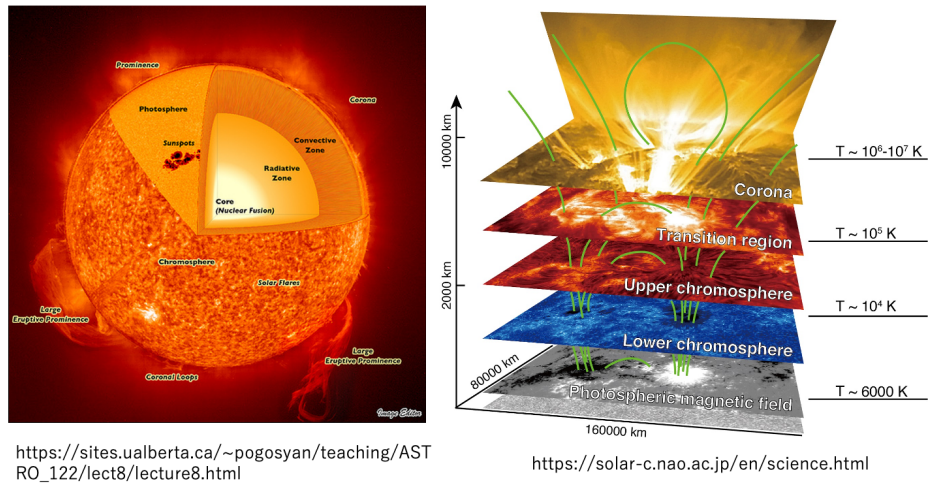 Prominence
Corona
Photosphere
Sunspots
Convective
Zone
Radiative
Zone
Core
(Nuclear Fusion)
Chromosphere
Solar Flares
Large
Eruptive Prominence
Large
Eruptive Prominence
Coronal Loops
Image Editor
https://sites.ualberta.ca/~pogosyan/teaching/AST
RO_122/lect8/lecture8.html
10000 km
2000 km
80000 km
160000 km
Corona
Transition region
Upper chromosphere
Lower chromosphere
Photospheric magnetic field
T ~ 10⁶-10⁷ K
T ~ 10⁵ K
T ~ 10⁴ K
T ~ 6000 K
https://solar-c.nao.ac.jp/en/science.html